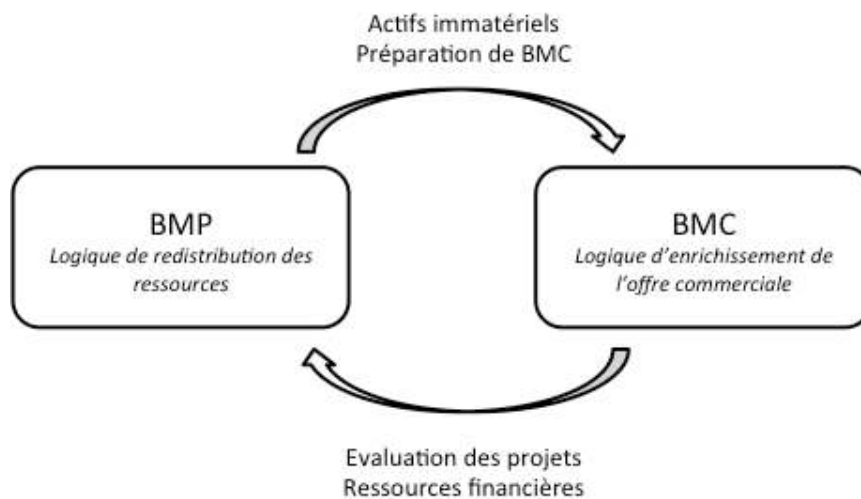 Actifs immatériels
Préparation de BMC
BMP
Logique de redistribution des
ressources
BMC
Logique d'enrichissement de
l'offre commerciale
Evaluation des projets
Ressources financières